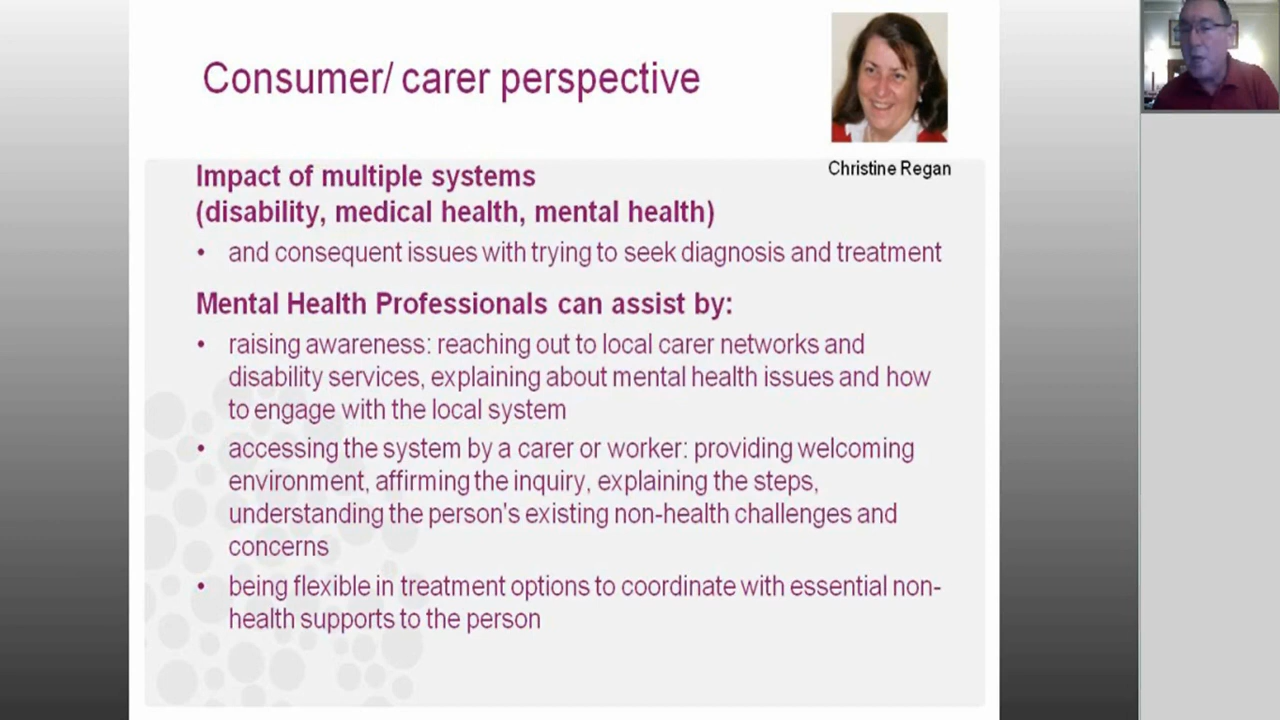 Consumer/ carer perspective
Christine Regan
Impact of multiple systems
(disability, medical health, mental health)
• and consequent issues with trying to seek diagnosis and treatment
Mental Health Professionals can assist by:
• raising awareness: reaching out to local carer networks and
disability services, explaining about mental health issues and how
to engage with the local system
• accessing the system by a carer or worker: providing welcoming
environment, affirming the inquiry, explaining the steps,
understanding the person's existing non-health challenges and
concerns
• being flexible in treatment options to coordinate with essential non-
health supports to the person